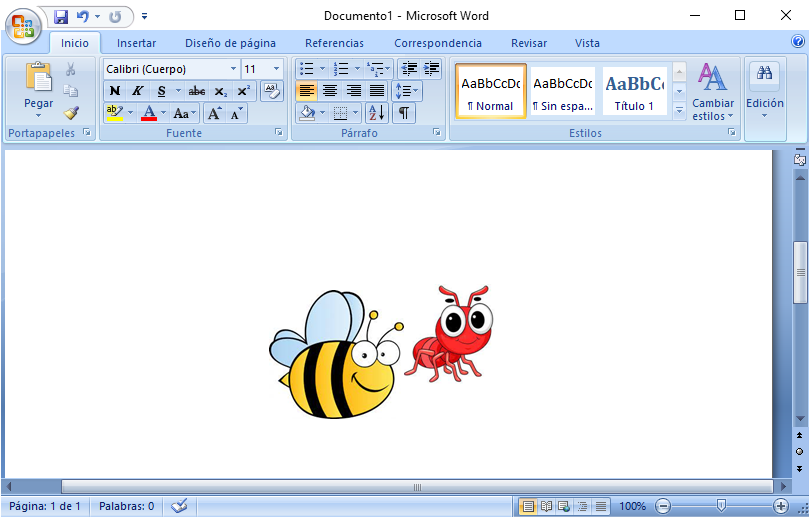 Documento1 - Microsoft Word
Inicio Insertar Diseño de página Referencias Correspondencia Revisar Vista
Pegar
Portapapeles
Calibri (Cuerpo) 11
N K S abc x₂ x²
ab Aa A A
Fuente
A Z
Párrafo
AaBbCcDc AaBbCcDc AaBbCc
¶ Normal ¶ Sin espa... Título 1
Cambiar estilos
Estilos
Edición
Página: 1 de 1 Palabras: 0 100%